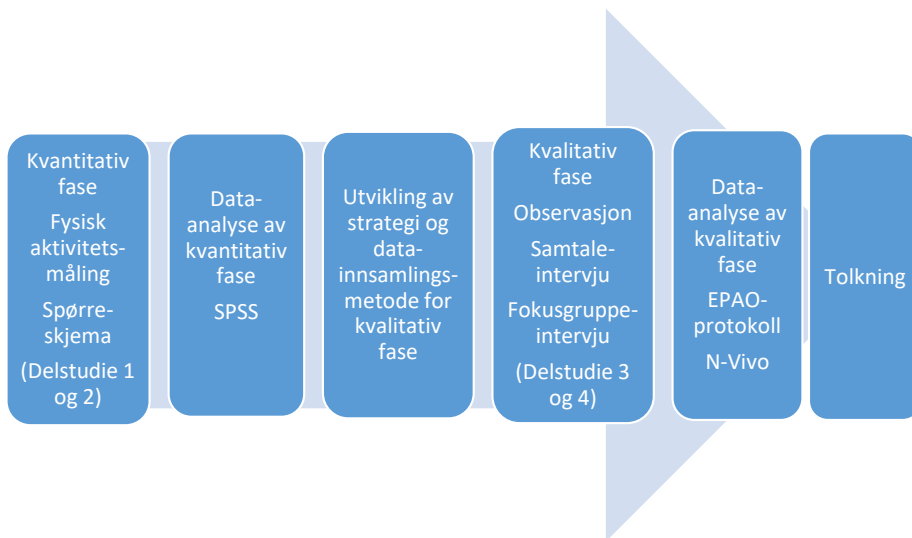 Kvantitativ
fase
Fysisk
aktivitets-
måling
Spørre-
skjema
(Delstudie 1
og 2)
Data-
analyse av
kvantitativ
fase
SPSS
Utvikling av
strategi og
data-
innsamlings-
metode for
kvalitativ
fase
Kvalitativ
fase
Observasjon
Samtale-
intervju
Fokusgruppe-
intervju
(Delstudie 3
og 4)
Data-
analyse av
kvalitativ
fase
EPAO-
protokoll
N-Vivo
Tolkning